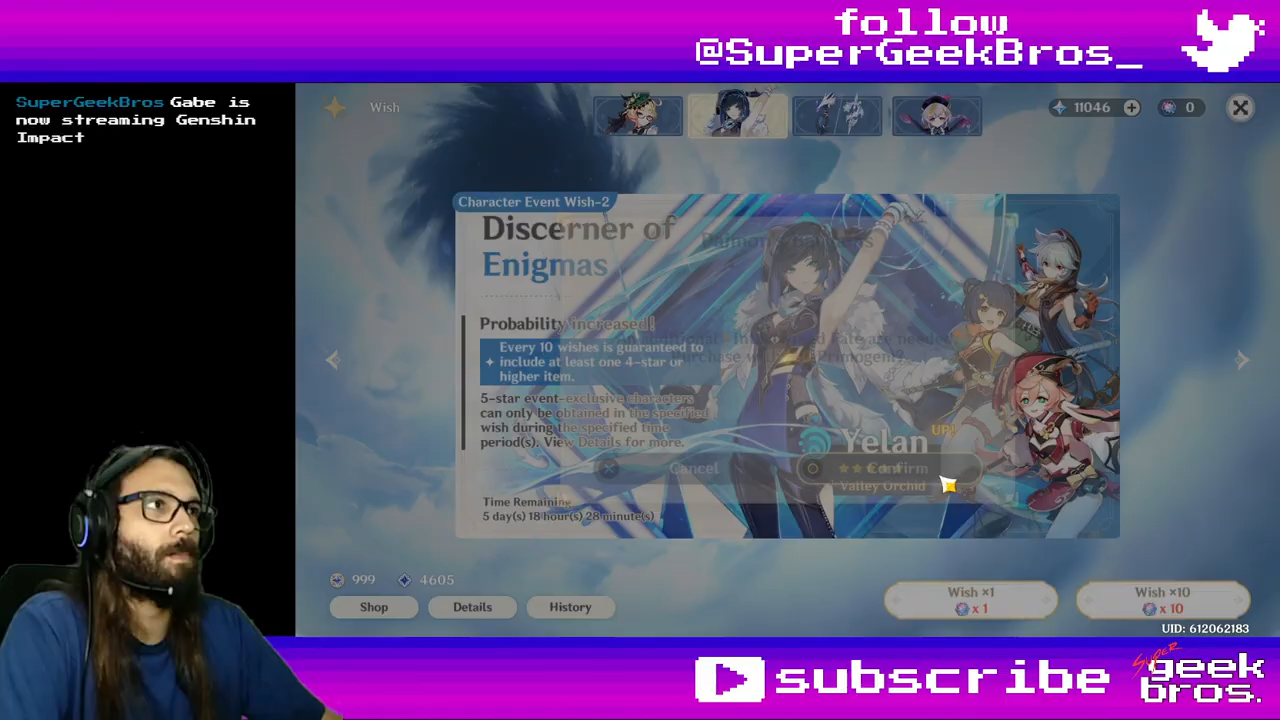 follow
@SuperGeekBros_
SuperGeekBros Gabe is
now streaming Genshin
Impact
Wish
11046
0
Character Event Wish-2
Discerner of
Enigmas
Probability increased!
Every 10 wishes is guaranteed to
include at least one 4-star or
higher item.
5-star event-exclusive characters
can only be obtained in the specified
wish during the specified time
period(s). View Details for more.
Time Remaining
5 day(s) 18 hour(s) 28 minute(s)
UP!
Yelan
Cancel
Confirm
Valley Orchid
999
4605
Shop
Details
History
Wish ×1
x 1
Wish ×10
x 10
UID: 612062183
subscribe
super
geek
bros.